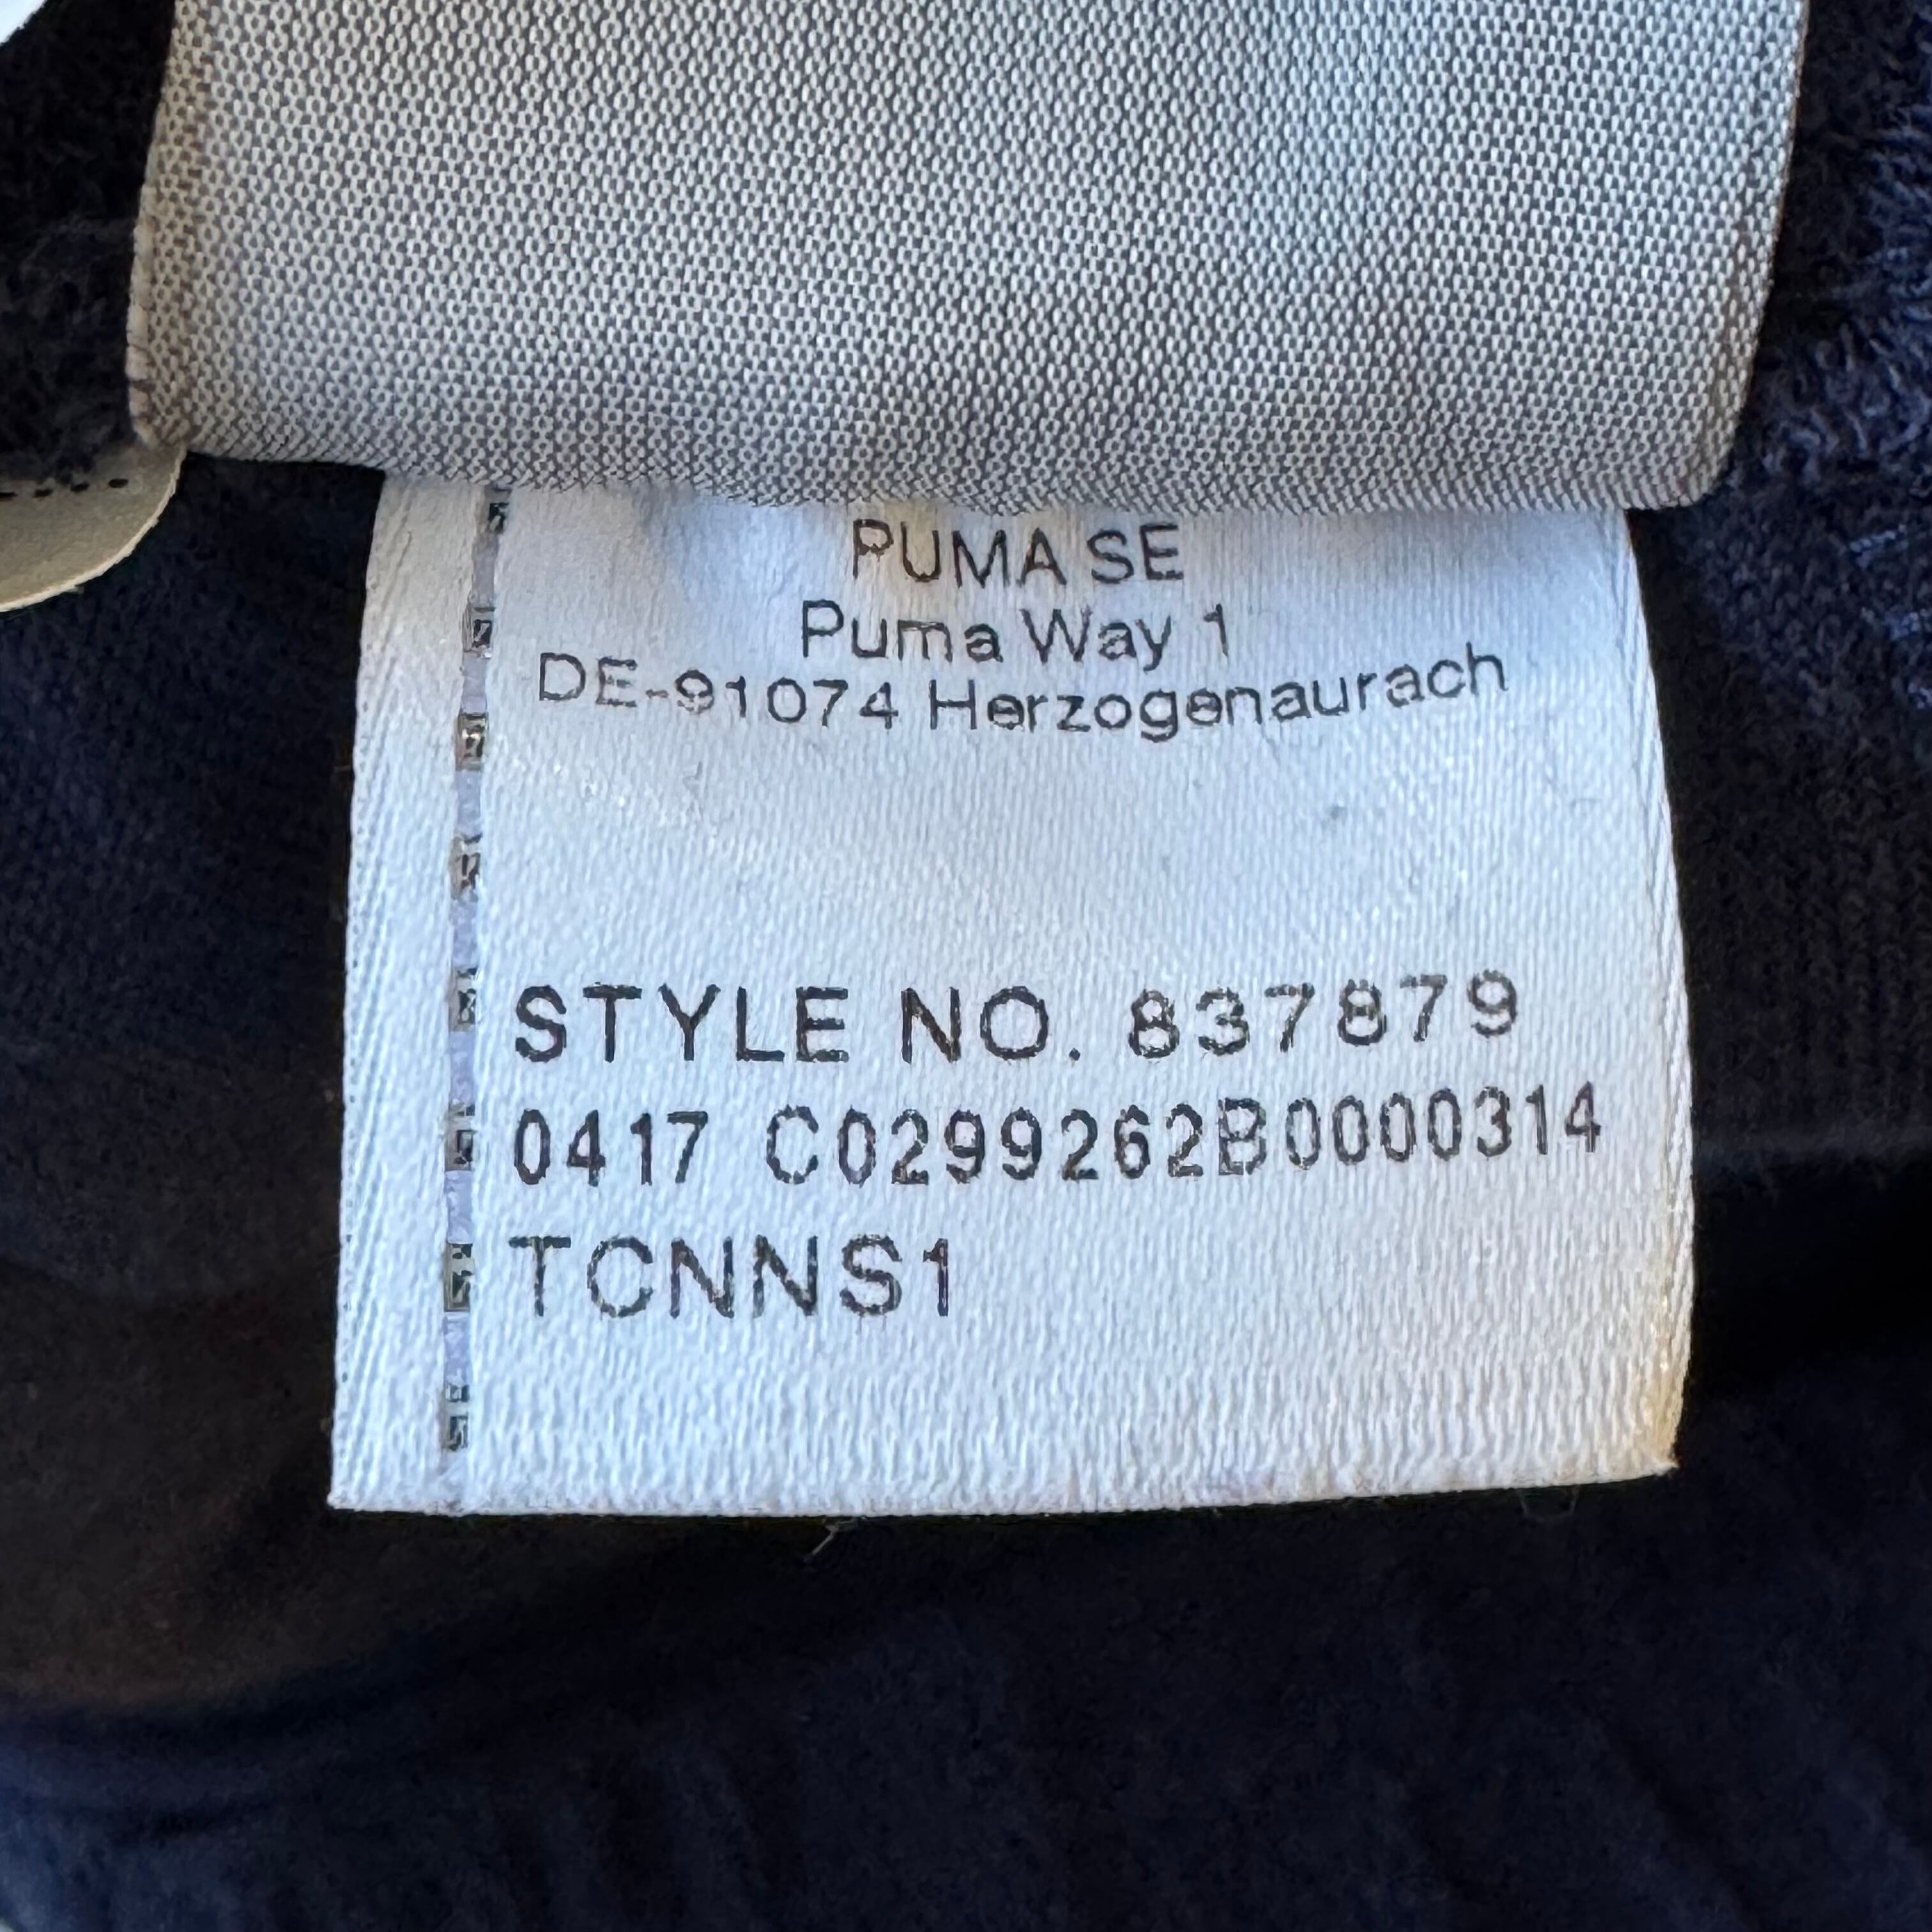 PUMA SE
Puma Way 1
DE-91074 Herzogenaurach
STYLE NO. 837879
0417 C0299262B0000314
TCNNS1